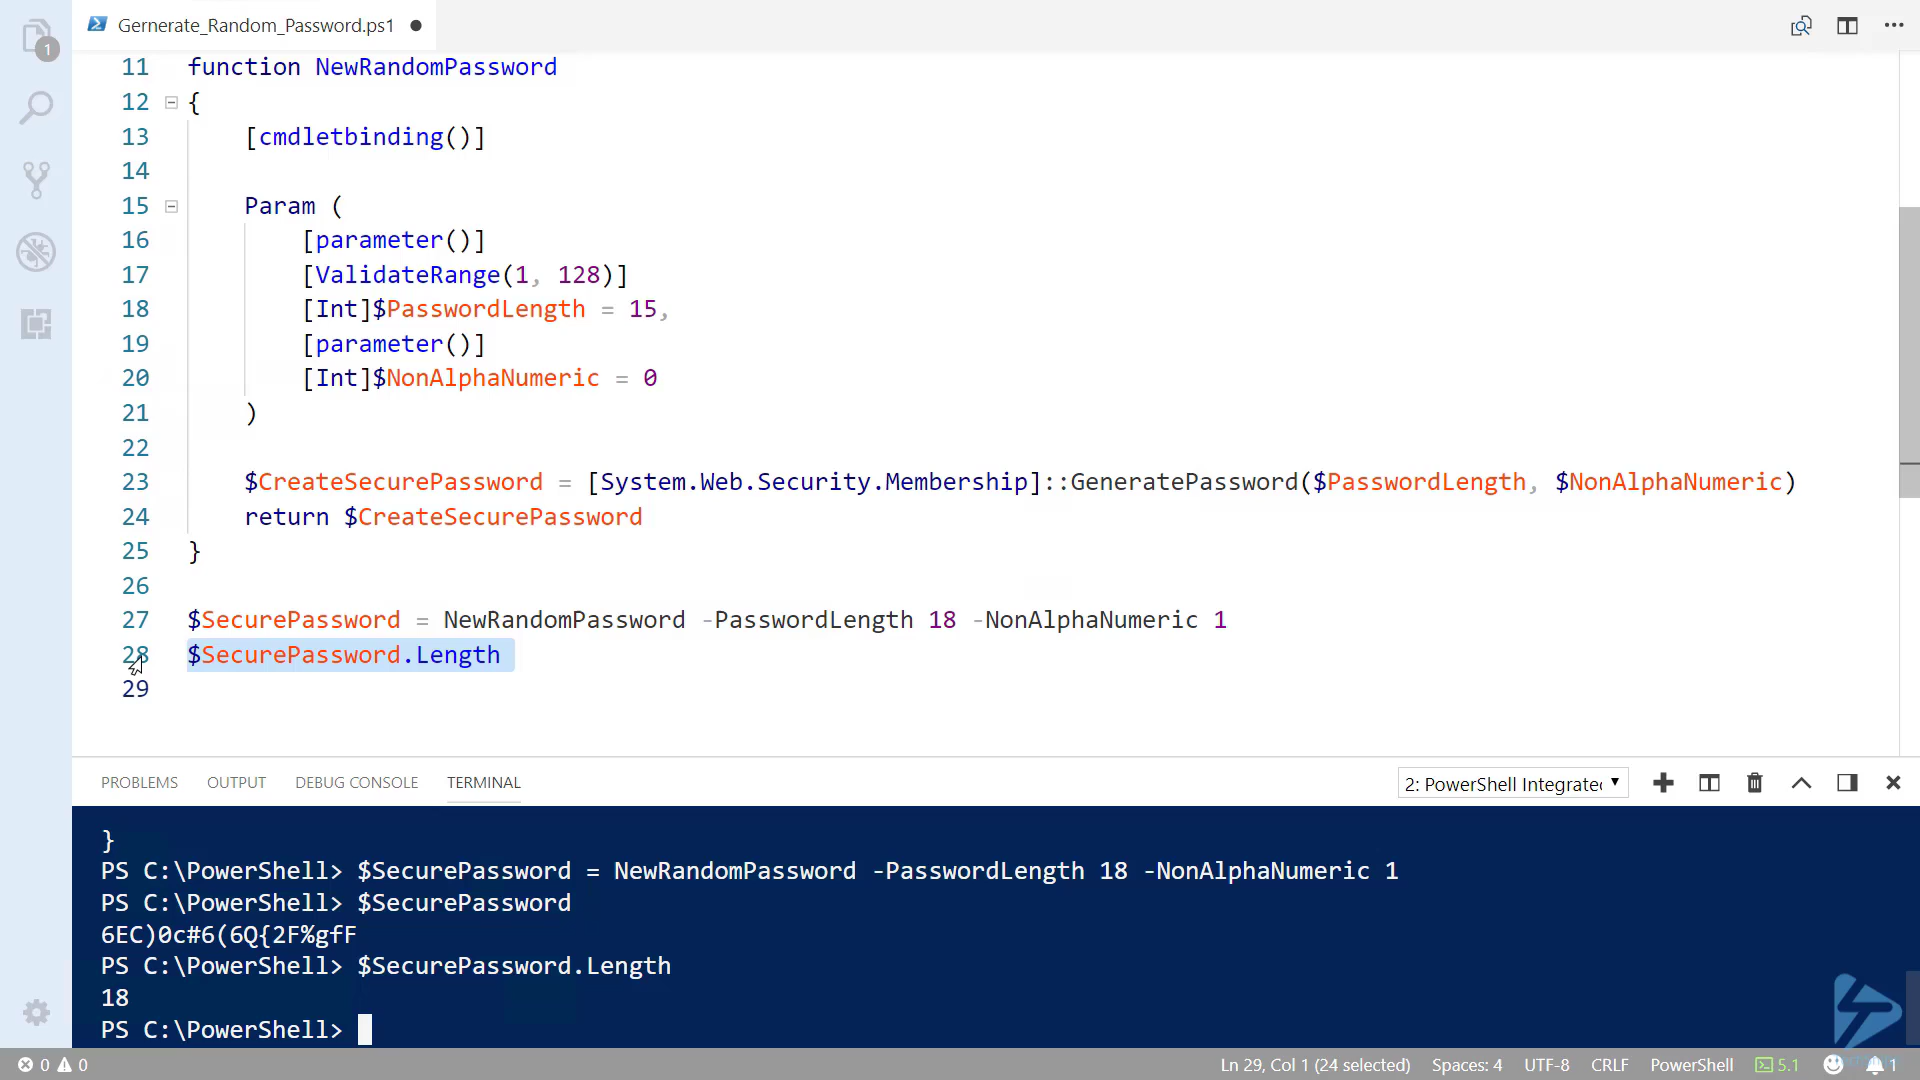 1
Gernerate_Random_Password.ps1
11 function NewRandomPassword
12 {
13 [cmdletbinding()]
14
15 Param (
16 [parameter()]
17 [ValidateRange(1, 128)]
18 [Int]$PasswordLength = 15,
19 [parameter()]
20 [Int]$NonAlphaNumeric = 0
21 )
22
23 $CreateSecurePassword = [System.Web.Security.Membership]::GeneratePassword($PasswordLength, $NonAlphaNumeric)
24 return $CreateSecurePassword
25 }
26
27 $SecurePassword = NewRandomPassword -PasswordLength 18 -NonAlphaNumeric 1
28 $SecurePassword.Length
29
PROBLEMS OUTPUT DEBUG CONSOLE TERMINAL 2: PowerShell Integrate
}
PS C:\PowerShell> $SecurePassword = NewRandomPassword -PasswordLength 18 -NonAlphaNumeric 1
PS C:\PowerShell> $SecurePassword
6EC)0c#6(6Q{2F%gfF
PS C:\PowerShell> $SecurePassword.Length
18
PS C:\PowerShell>
0 0 Ln 29, Col 1 (24 selected) Spaces: 4 UTF-8 CRLF PowerShell 5.1 1